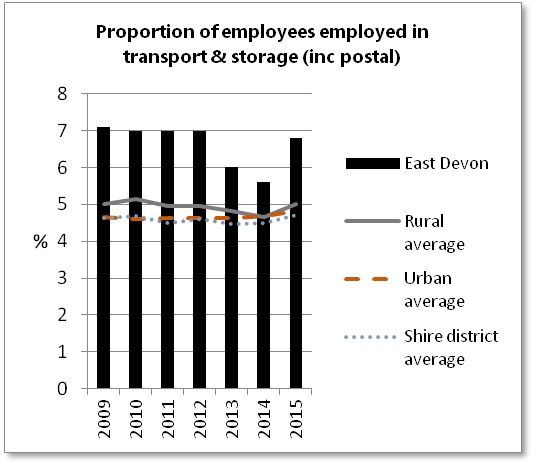 Proportion of employees employed in
transport & storage (inc postal)
8
7
6
5
4
3
2
1
0
%
2009
2010
2011
2012
2013
2014
2015
East Devon
Rural
average
Urban
average
Shire district
average